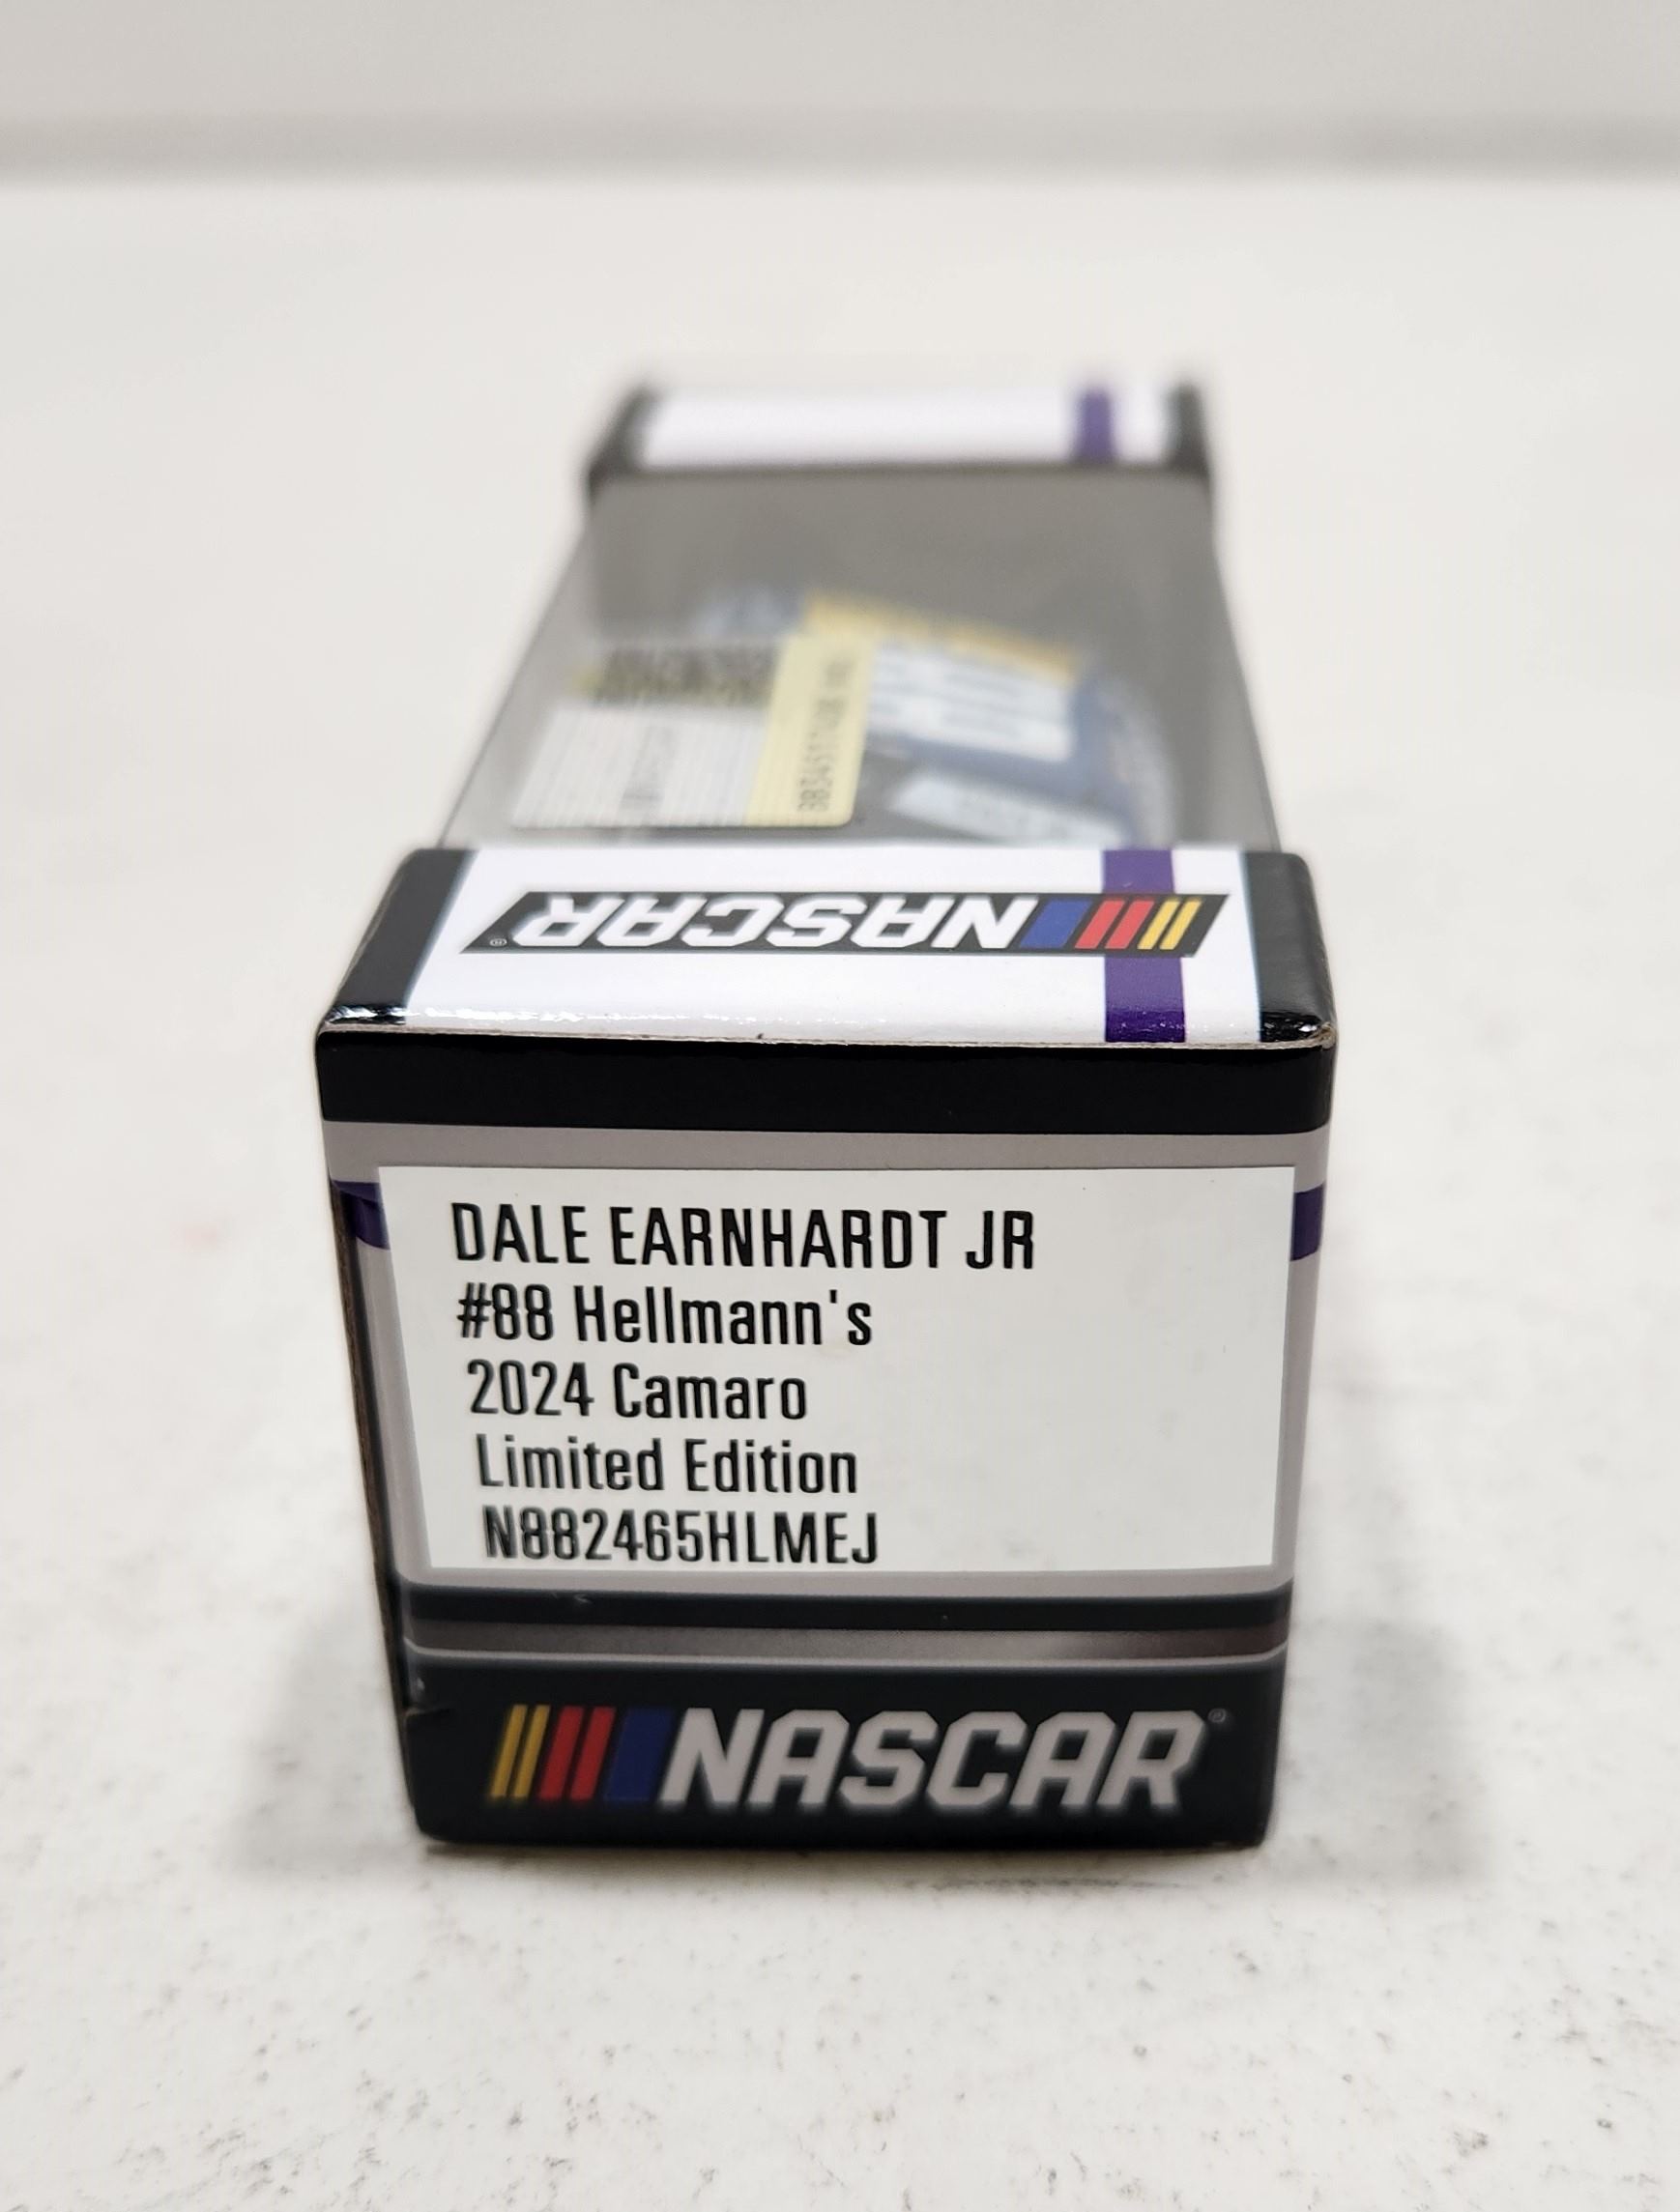 NASCAR
DALE EARNHARDT JR
#88 Hellmann's
2024 Camaro
Limited Edition
N882465HLMEJ
NASCAR